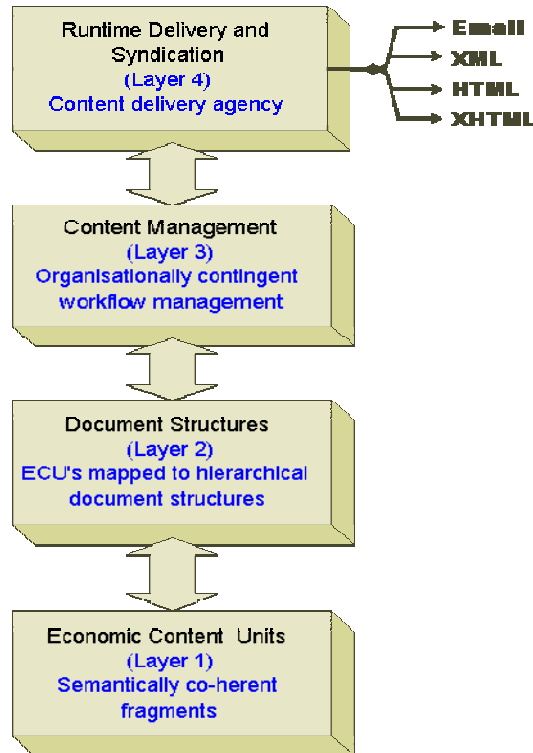 Runtime Delivery and
Syndication
(Layer 4)
Content delivery agency
Email
XML
HTML
XHTML
Content Management
(Layer 3)
Organisationally contingent
workflow management
Document Structures
(Layer 2)
ECU's mapped to hierarchical
document structures
Economic Content Units
(Layer 1)
Semantically co-herent
fragments